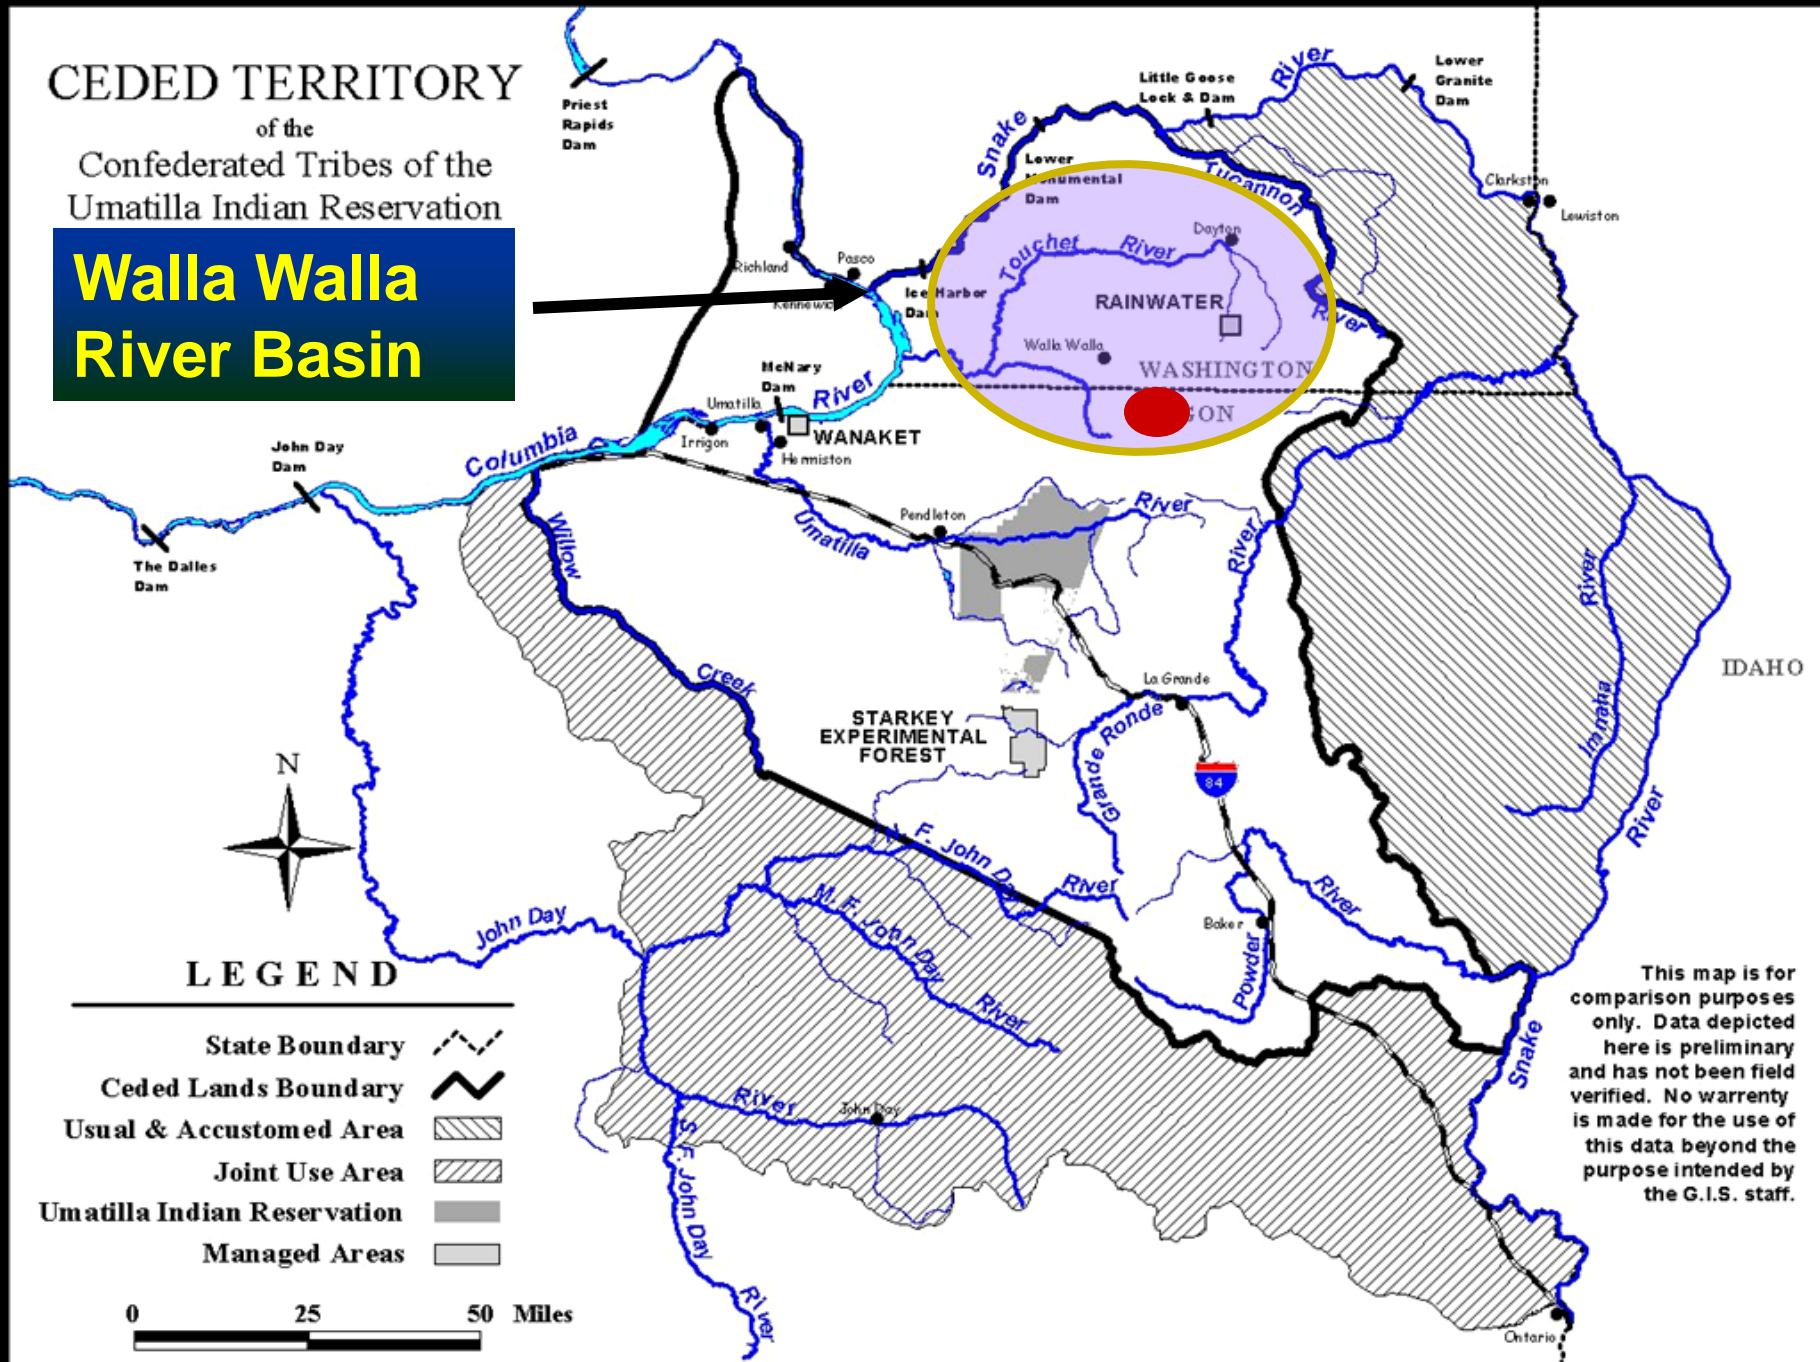 CEDED TERRITORY
of the
Confederated Tribes of the
Umatilla Indian Reservation
Walla Walla
River Basin
Priest
Rapids
Dam
Little Goose
Lock & Dam
River
Lower
Granite
Dam
Snake
Lower
Monumental
Dam
Tucannon
River
Clarkston
Lewiston
Richland
Pasco
Kennewick
Ice Harbor
Dam
Touchet River
Dayton
RAINWATER
Walla Walla
WASHINGTON
GON
McNary
Dam
River
Umatilla
Irrigon
WANAKET
Hermiston
Columbia
John Day
Dam
The Dalles
Dam
Willow
Creek
Umatilla
Pendleton
River
River
River
Imnaha
River
IDAHO
La Grande
Grande Ronde
STARKEY
EXPERIMENTAL
FOREST
84
N
N. F. John Day
River
M. F. John Day
River
John Day
River
Baker
Powder
Snake
River
John Day
S. F. John Day
River
Ontario
LEGEND
State Boundary
Ceded Lands Boundary
Usual & Accustomed Area
Joint Use Area
Umatilla Indian Reservation
Managed Areas
0 25 50 Miles
This map is for
comparison purposes
only. Data depicted
here is preliminary
and has not been field
verified. No warrenty
is made for the use of
this data beyond the
purpose intended by
the G.I.S. staff.